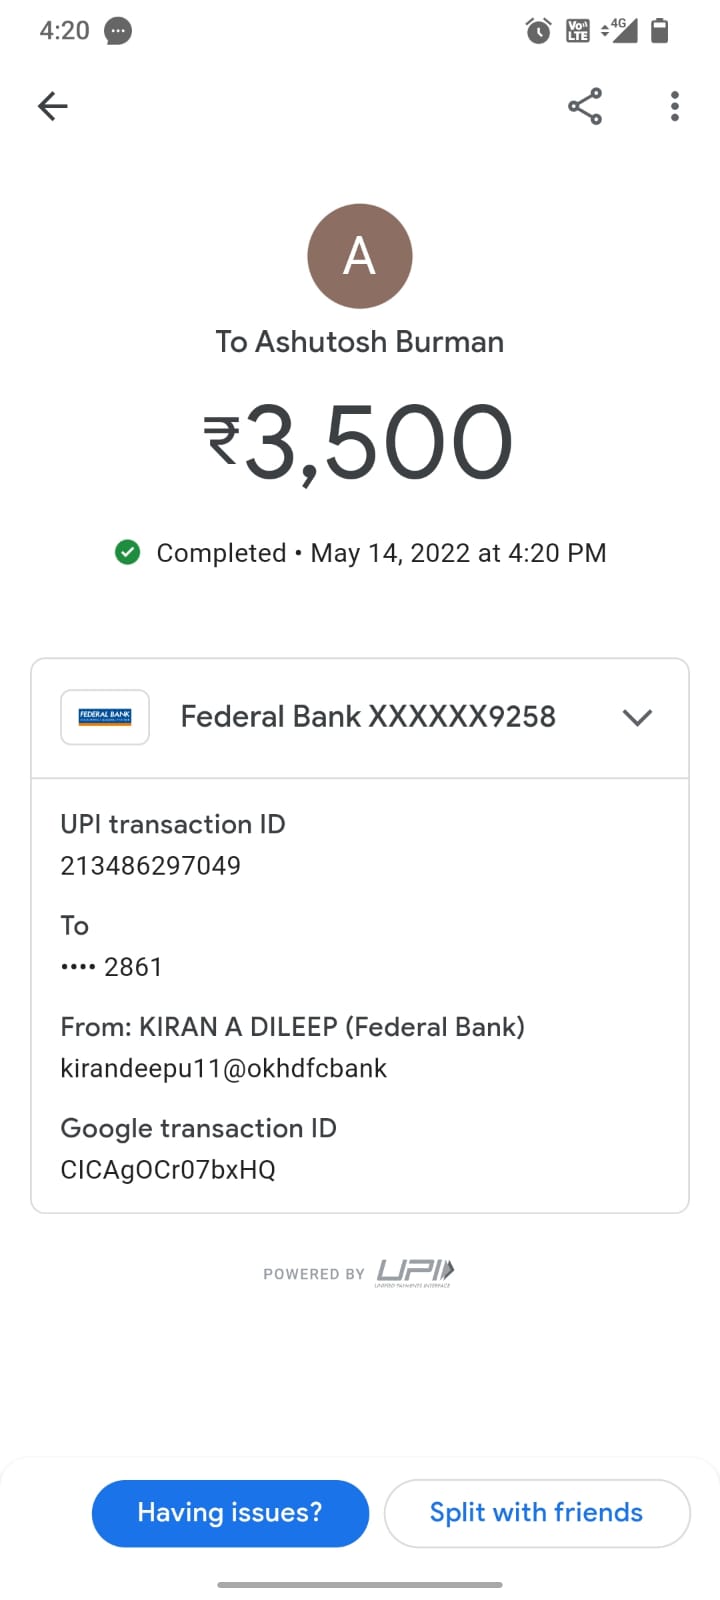 4:20
Vo))
LTE
4G
A
To Ashutosh Burman
₹3,500
Completed • May 14, 2022 at 4:20 PM
FEDERAL BANK
Federal Bank XXXXXX9258
UPI transaction ID
213486297049
To
•••• 2861
From: KIRAN A DILEEP (Federal Bank)
kirandeepu11@okhdfcbank
Google transaction ID
CICAgOCr07bxHQ
POWERED BY UPI
UNIFIED PAYMENTS INTERFACE
Having issues?
Split with friends